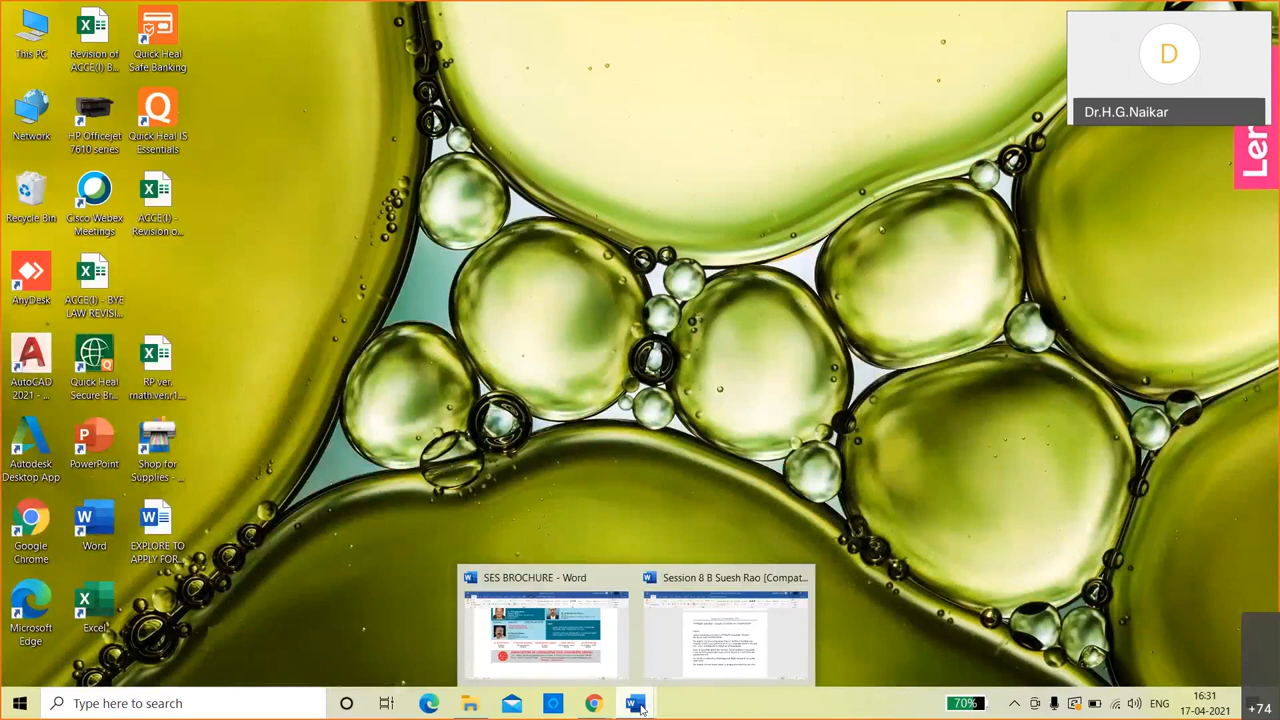 This PC
Revision of
ACCE(I) B...
Quick Heal
Safe Banking
Network
HP Officejet
7610 series
Quick Heal IS
Essentials
Recycle Bin
Cisco Webex
Meetings
ACCE(I) -
Revision o...
AnyDesk
ACCE(I) - BYE
LAW REVISI...
AutoCAD
2021 - ...
Quick Heal
Secure Br...
RP ver.
math.ver.r1...
Autodesk
Desktop App
PowerPoint
Shop for
Supplies - ...
Google
Chrome
Word
EXPLORE TO
APPLY FOR...
Microsoft
Edge
Excel
D
Dr.H.G.Naikar
Len
SES BROCHURE - Word
Session 8 B Suesh Rao [Compat...
Type here to search
70%
ENG
16:31
17-04-2021
+74